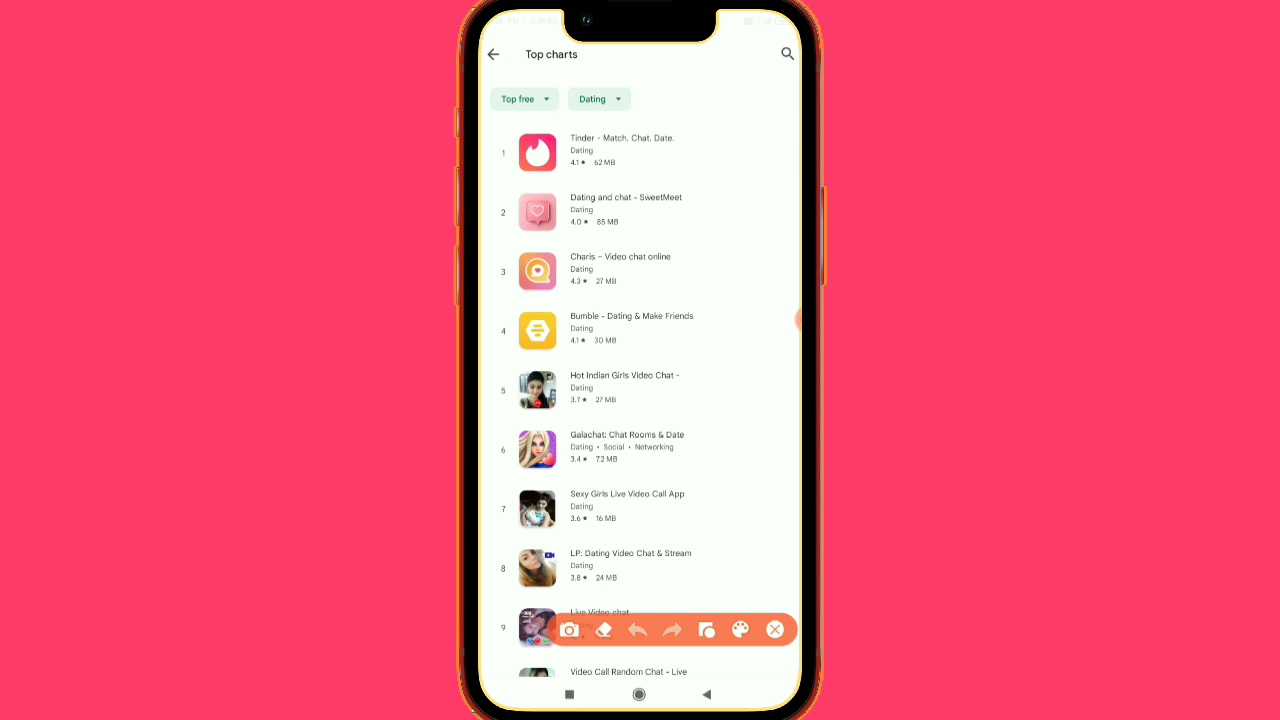 Top charts
Top free
Dating
1
Tinder - Match. Chat. Date.
Dating
4.1 ★ 62 MB
2
Dating and chat - SweetMeet
Dating
4.0 ★ 85 MB
3
Charis – Video chat online
Dating
4.3 ★ 27 MB
4
Bumble - Dating & Make Friends
Dating
4.1 ★ 30 MB
5
Hot Indian Girls Video Chat -
Dating
3.7 ★ 27 MB
6
Galachat: Chat Rooms & Date
Dating • Social • Networking
3.4 ★ 7.2 MB
7
Sexy Girls Live Video Call App
Dating
3.6 ★ 16 MB
8
LP: Dating Video Chat & Stream
Dating
3.8 ★ 24 MB
9
Live Video chat
Video Call Random Chat - Live